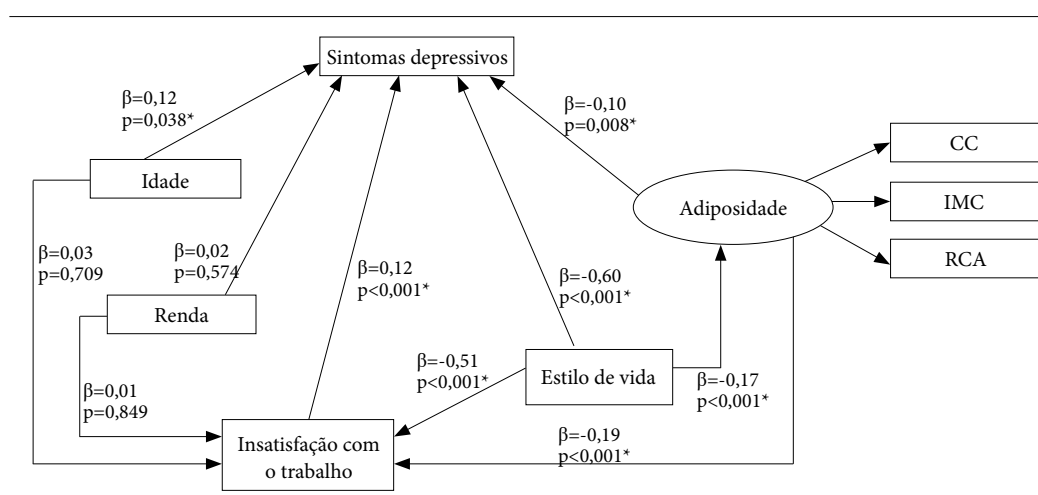 Sintomas depressivos
β=0,12
p=0,038*
β=-0,10
p=0,008*
CC
Idade
Adiposidade
IMC
β=0,03
p=0,709
β=0,02
p=0,574
β=0,12
p<0,001*
β=-0,60
p<0,001*
RCA
Renda
β=0,01
p=0,849
β=-0,51
p<0,001*
Estilo de vida
β=-0,17
p<0,001*
Insatisfação com
o trabalho
β=-0,19
p<0,001*